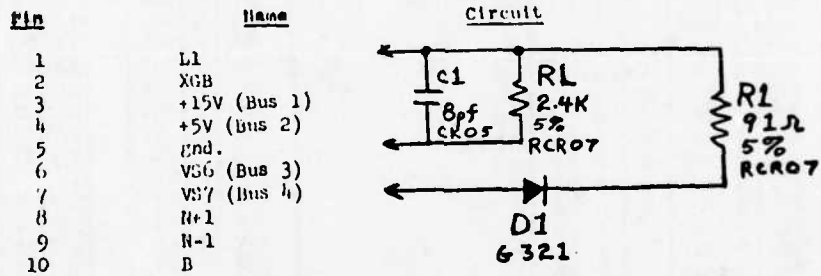 Pin Name Circuit
1 L1
2 XGB
3 +15V (Bus 1)
4 +5V (Bus 2)
5 gnd.
6 VS6 (Bus 3)
7 VS7 (Bus 4)
8 N+1
9 N-1
10 B
C1
8pf
CK05
RL
2.4K
5%
RCR07
R1
91Ω
5%
RCR07
D1
G321